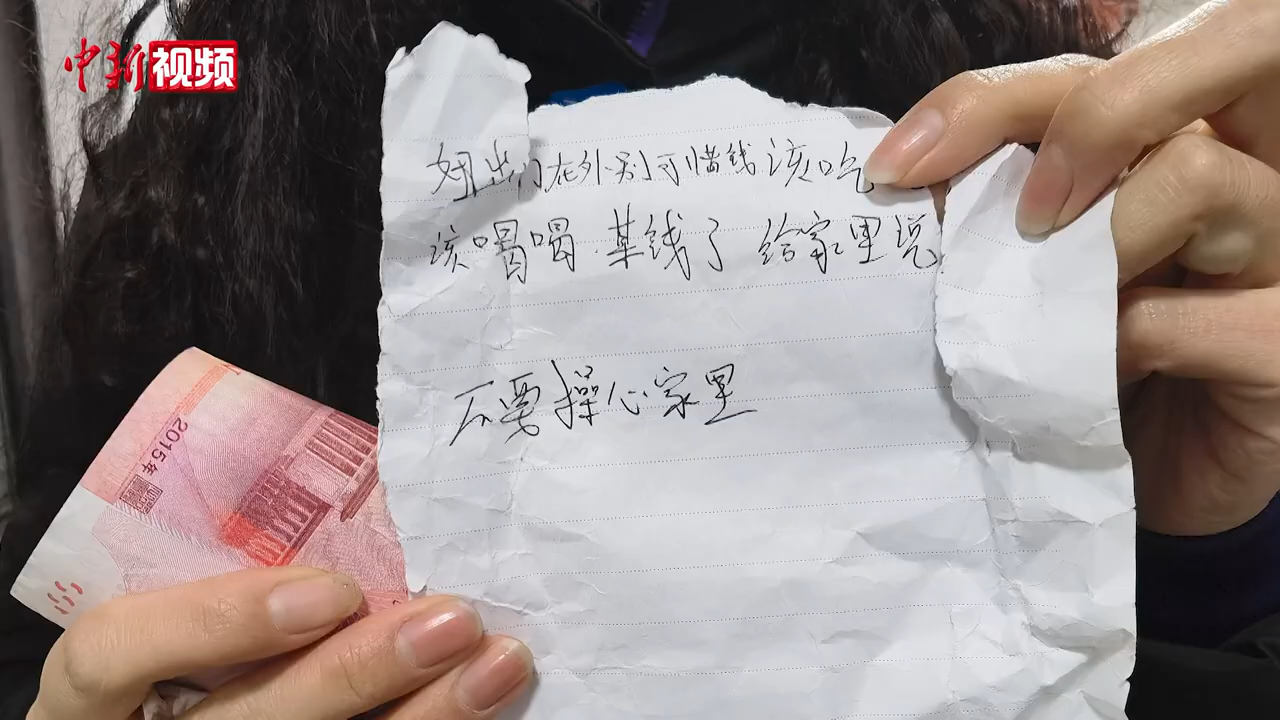 中新视频
妞出门在外别可惜钱该吃
该喝喝.某钱了 给家里说
不要操心家里
2015年